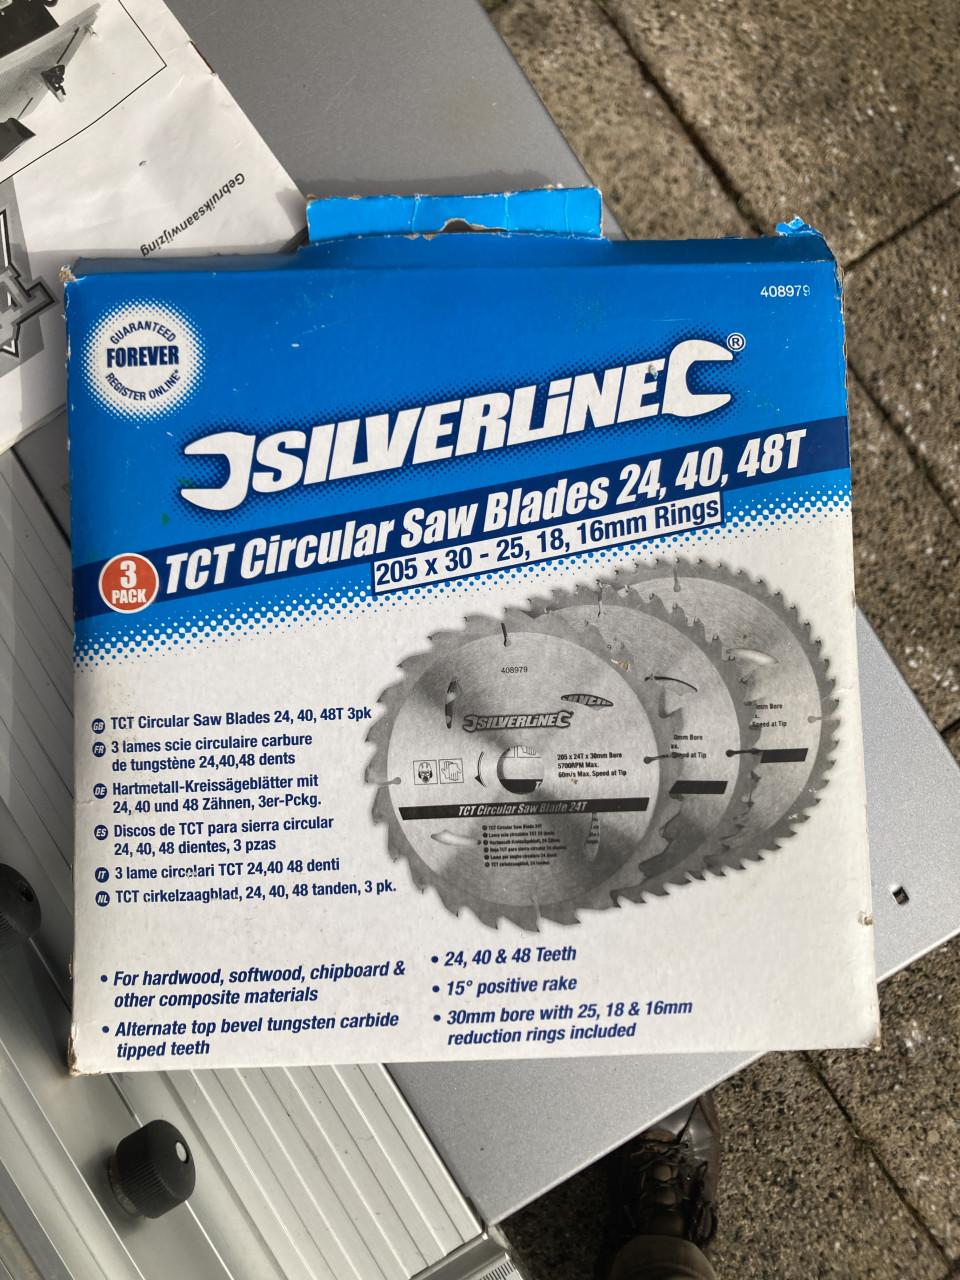 Gebruiksaanwijzing
408979
GUARANTEED
FOREVER
REGISTER ONLINE*
SILVERLINE®
3
PACK
TCT Circular Saw Blades 24, 40, 48T
205 x 30 - 25, 18, 16mm Rings
GB TCT Circular Saw Blades 24, 40, 48T 3pk
FR 3 lames scie circulaire carbure
de tungstène 24,40,48 dents
DE Hartmetall-Kreissägeblätter mit
24, 40 und 48 Zähnen, 3er-Pckg.
ES Discos de TCT para sierra circular
24, 40, 48 dientes, 3 pzas
IT 3 lame circolari TCT 24,40 48 denti
NL TCT cirkelzaagblad, 24, 40, 48 tanden, 3 pk.
408979
SILVERLINE
205 x 24T x 30mm Bore
5700RPM Max.
60m/s Max. Speed at Tip
TCT Circular Saw Blade 24T
mm Bore
Speed at Tip
mm Bore
Speed at Tip
• For hardwood, softwood, chipboard &
other composite materials
• Alternate top bevel tungsten carbide
tipped teeth
• 24, 40 & 48 Teeth
• 15° positive rake
• 30mm bore with 25, 18 & 16mm
reduction rings included